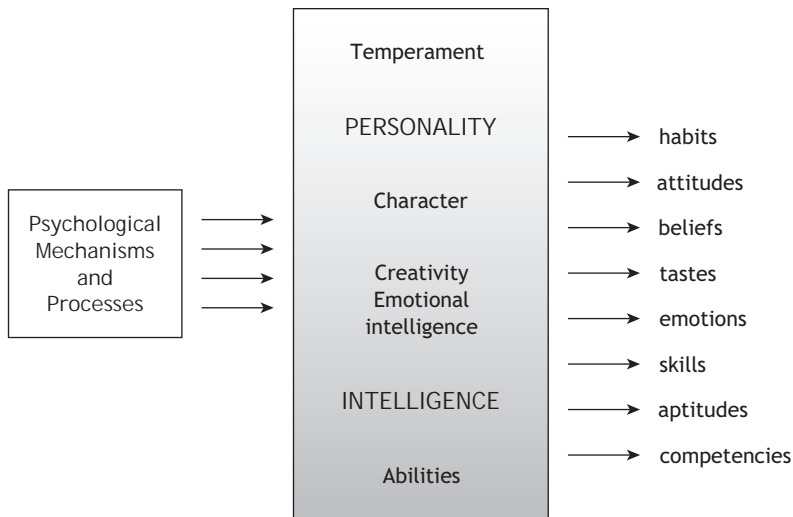 Psychological
Mechanisms
and
Processes
Temperament
PERSONALITY
Character
Creativity
Emotional
intelligence
INTELLIGENCE
Abilities
habits
attitudes
beliefs
tastes
emotions
skills
aptitudes
competencies